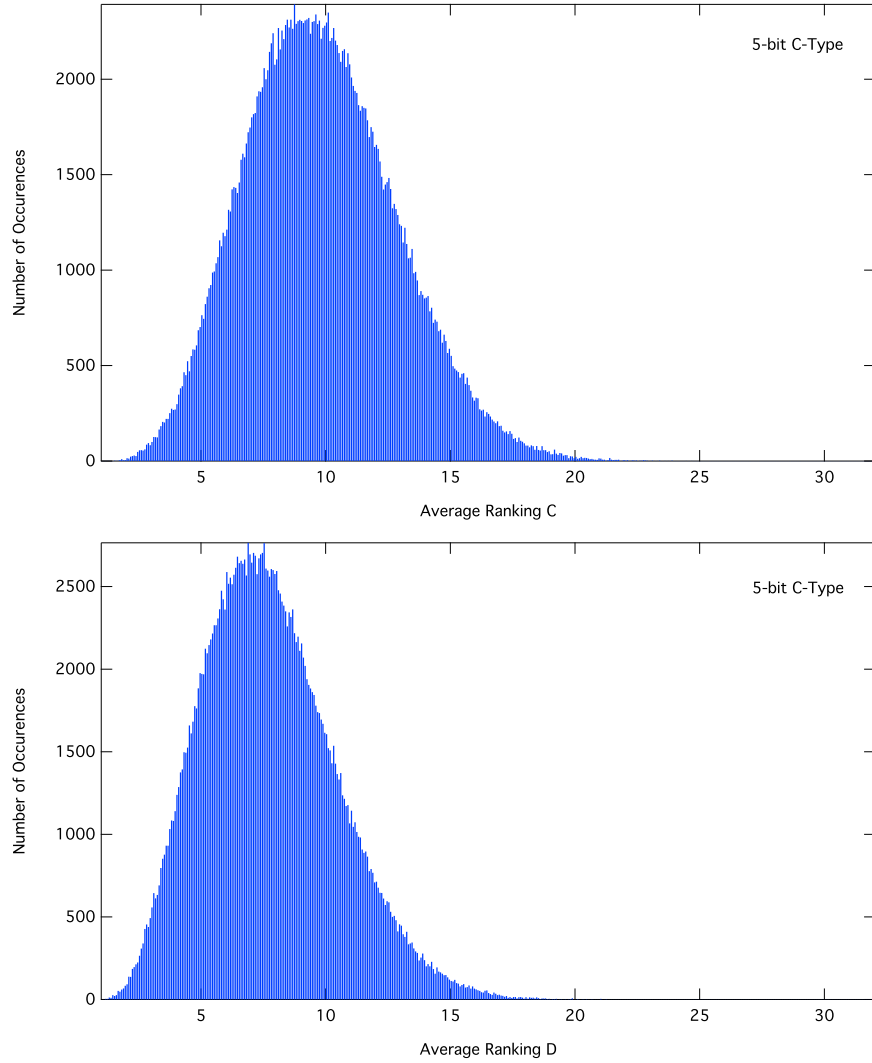 5-bit C-Type
2000
1500
1000
500
0
Number of Occurences
5 10 15 20 25 30
Average Ranking C
5-bit C-Type
2500
2000
1500
1000
500
0
Number of Occurences
5 10 15 20 25 30
Average Ranking D